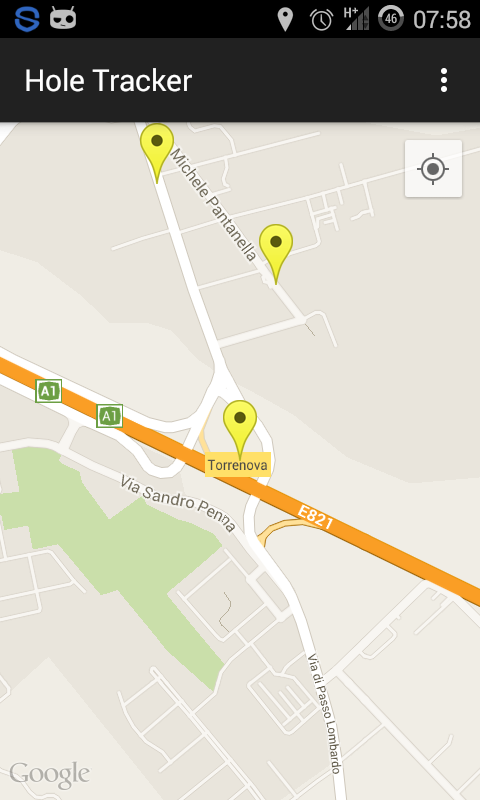 H+
46
07:58
Hole Tracker
Michele Pantanella
A1
A1
Torrenova
Via Sandro Penna
E821
Via di Passo Lombardo
Google